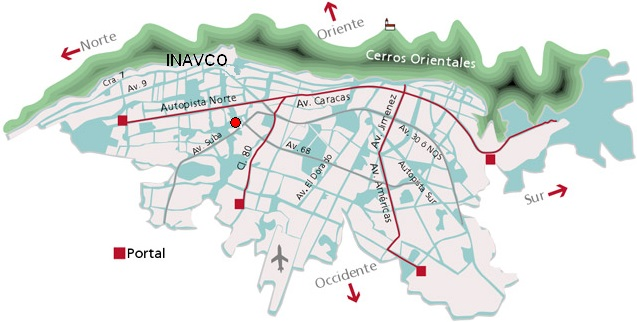 Oriente
Norte
INAVCO
Cerros Orientales
Cra. 7
Av. 9
Autopista Norte
Av. Caracas
Av. Jimenez
Av. 30 ó NQS
Av. Suba
Cl. 80
Av. 68
Av. El Dorado
Av. Américas
Autopista Sur
Sur
Portal
Occidente